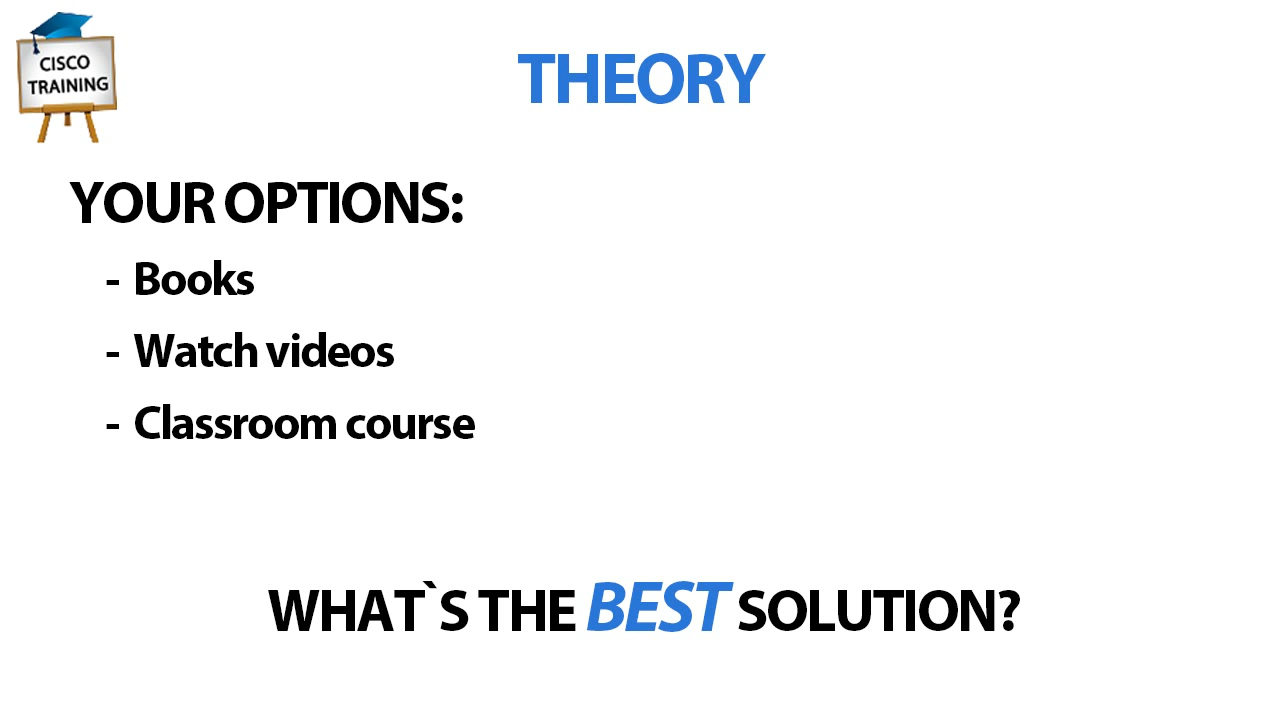 CISCO
TRAINING
THEORY
YOUR OPTIONS:
- Books
- Watch videos
- Classroom course
WHAT`S THE BEST SOLUTION?